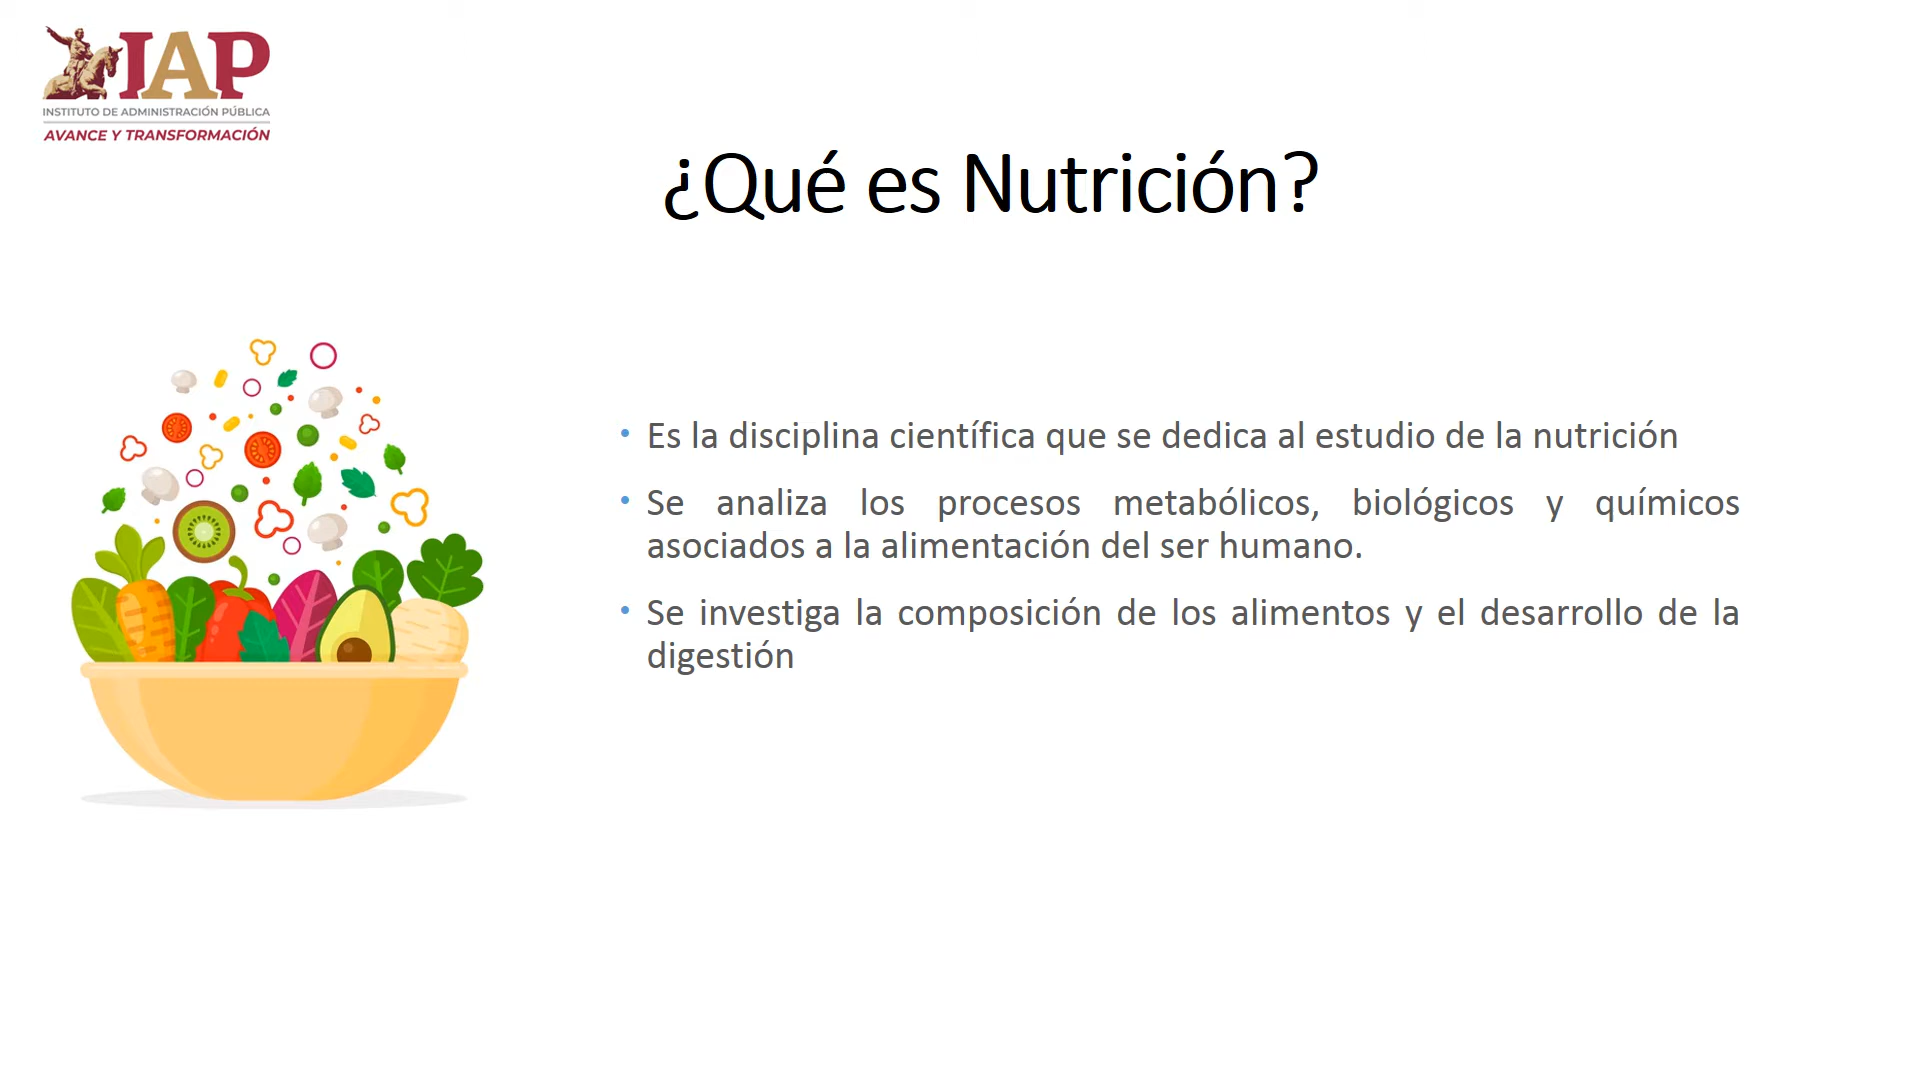 IAP
INSTITUTO DE ADMINISTRACIÓN PÚBLICA
AVANCE Y TRANSFORMACIÓN
¿Qué es Nutrición?
• Es la disciplina científica que se dedica al estudio de la nutrición
• Se analiza los procesos metabólicos, biológicos y químicos
asociados a la alimentación del ser humano.
• Se investiga la composición de los alimentos y el desarrollo de la
digestión